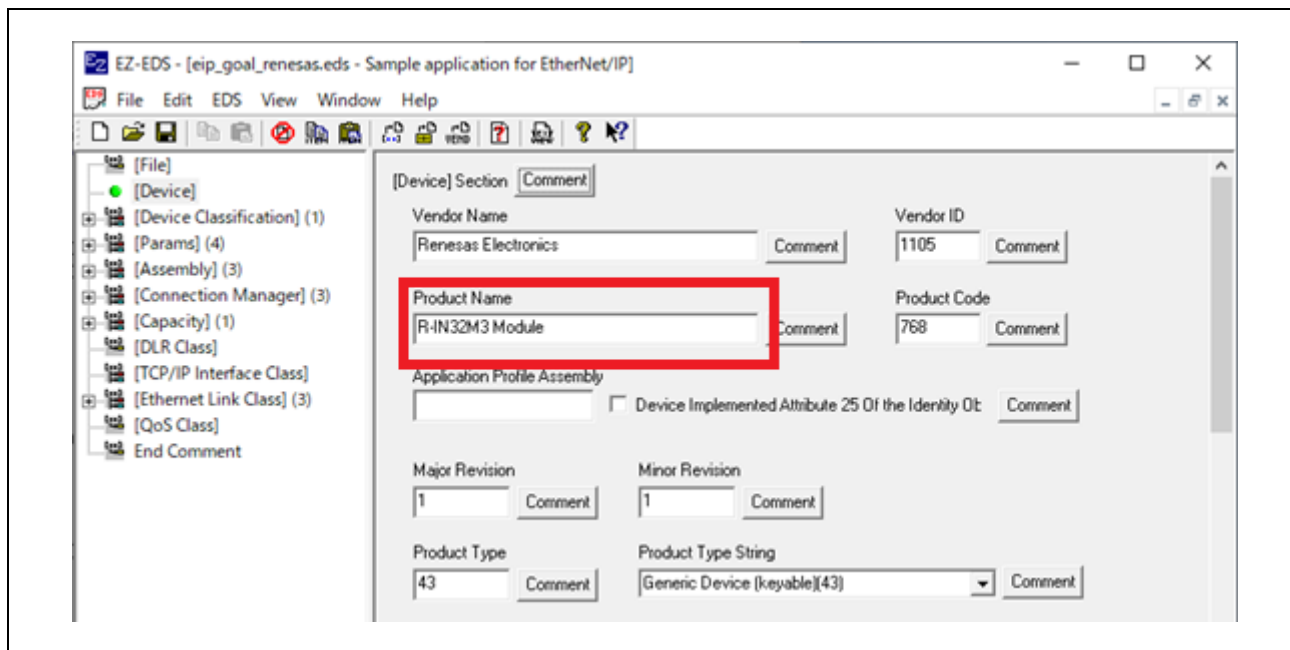 EZ-EDS - [eip_goal_renesas.eds - Sample application for EtherNet/IP]
File Edit EDS View Window Help
[File]
[Device]
[Device Classification] (1)
[Params] (4)
[Assembly] (3)
[Connection Manager] (3)
[Capacity] (1)
[DLR Class]
[TCP/IP Interface Class]
[Ethernet Link Class] (3)
[QoS Class]
End Comment
[Device] Section Comment
Vendor Name Vendor ID
Renesas Electronics Comment 1105 Comment
Product Name Product Code
R-IN32M3 Module Comment 768 Comment
Application Profile Assembly
Device Implemented Attribute 25 Of the Identity Ob Comment
Major Revision Minor Revision
1 Comment 1 Comment
Product Type Product Type String
43 Comment Generic Device (keyable)(43) Comment